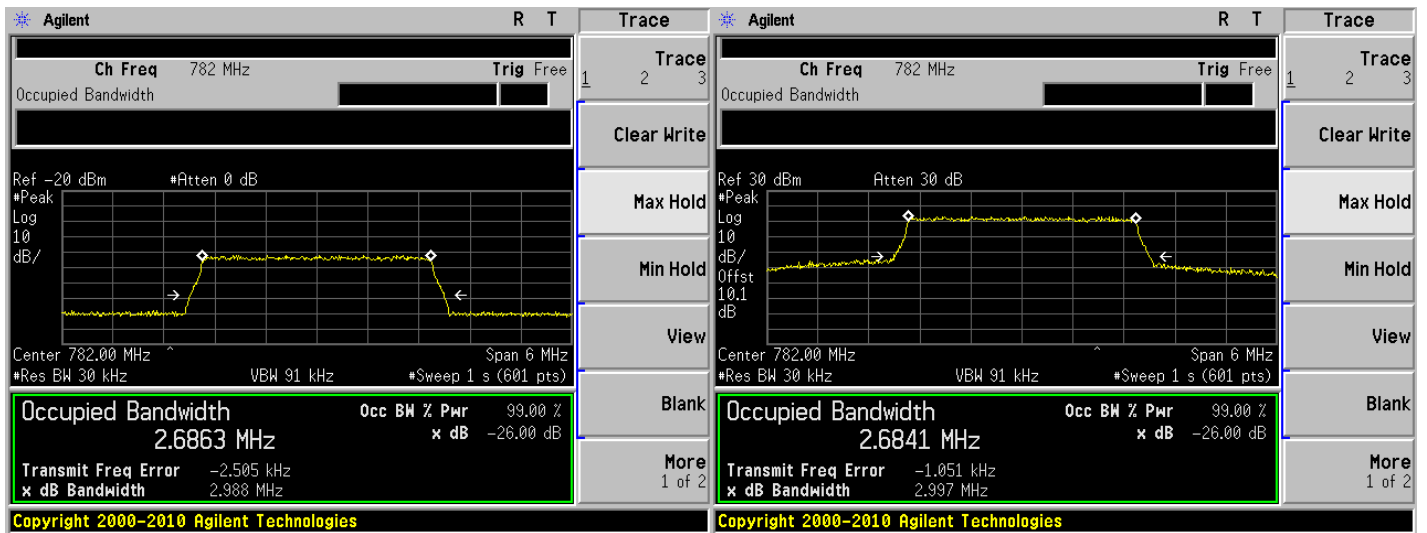 Agilent R T Trace
Ch Freq 782 MHz Trig Free
Occupied Bandwidth
Trace
1 2 3
Clear Write
Ref -20 dBm #Atten 0 dB
#Peak
Log
10
dB/
Max Hold
Min Hold
View
Center 782.00 MHz ^ Span 6 MHz
#Res BW 30 kHz VBW 91 kHz #Sweep 1 s (601 pts)
Occupied Bandwidth Occ BW % Pwr 99.00 %
2.6863 MHz x dB -26.00 dB
Transmit Freq Error -2.505 kHz
x dB Bandwidth 2.988 MHz
Blank
More
1 of 2
Copyright 2000-2010 Agilent Technologies
Agilent R T Trace
Ch Freq 782 MHz Trig Free
Occupied Bandwidth
Trace
1 2 3
Clear Write
Ref 30 dBm Atten 30 dB
#Peak
Log
10
dB/
Offst
10.1
dB
Max Hold
Min Hold
View
Center 782.00 MHz ^ Span 6 MHz
#Res BW 30 kHz VBW 91 kHz #Sweep 1 s (601 pts)
Occupied Bandwidth Occ BW % Pwr 99.00 %
2.6841 MHz x dB -26.00 dB
Transmit Freq Error -1.051 kHz
x dB Bandwidth 2.997 MHz
Blank
More
1 of 2
Copyright 2000-2010 Agilent Technologies